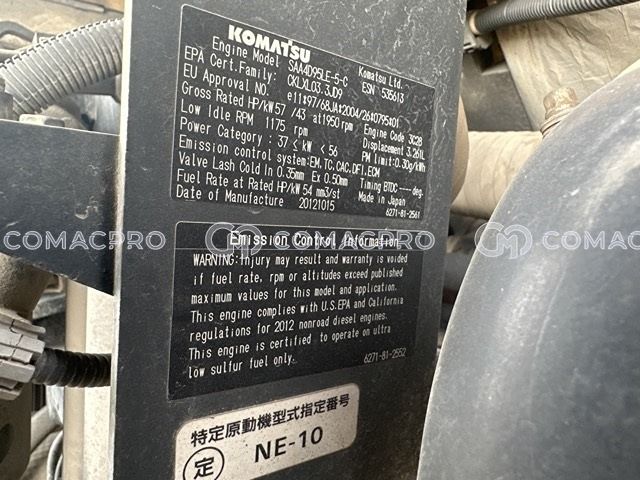 KOMATSU
Engine Model SAA4D95LE-5-C Komatsu Ltd.
EPA Cert.Family: CKLXL03.3JD9 ESN 535613
EU Approval NO. e11*97/68JA*2004/26*0795*01
Gross Rated HP/kW 57 /43 at1950 rpm Engine Code 3C2B
Low Idle RPM 1175 rpm Displacement 3.261L
Power Category: 37 ≤ kW < 56 PM limit:0.30g/kWh
Emission control system:EM,TC,CAC,DFI,ECM
Valve Lash Cold In 0.35mm Ex 0.50mm Timing BTDC --- deg.
Fuel Rate at Rated HP/kW 54 mm3/st Made in Japan
Date of Manufacture 20121015 6271-81-2561
Emission Control Information
WARNING:Injury may result and warranty is voided
if fuel rate, rpm or altitudes exceed published
maximum values for this model and application.
This engine complies with U.S.EPA and California
regulations for 2012 nonroad diesel engines.
This engine is certified to operate on ultra
low sulfur fuel only. 6271-81-2552
特定原動機型式指定番号
定 NE-10
COMACPRO COMACPRO COMACPRO